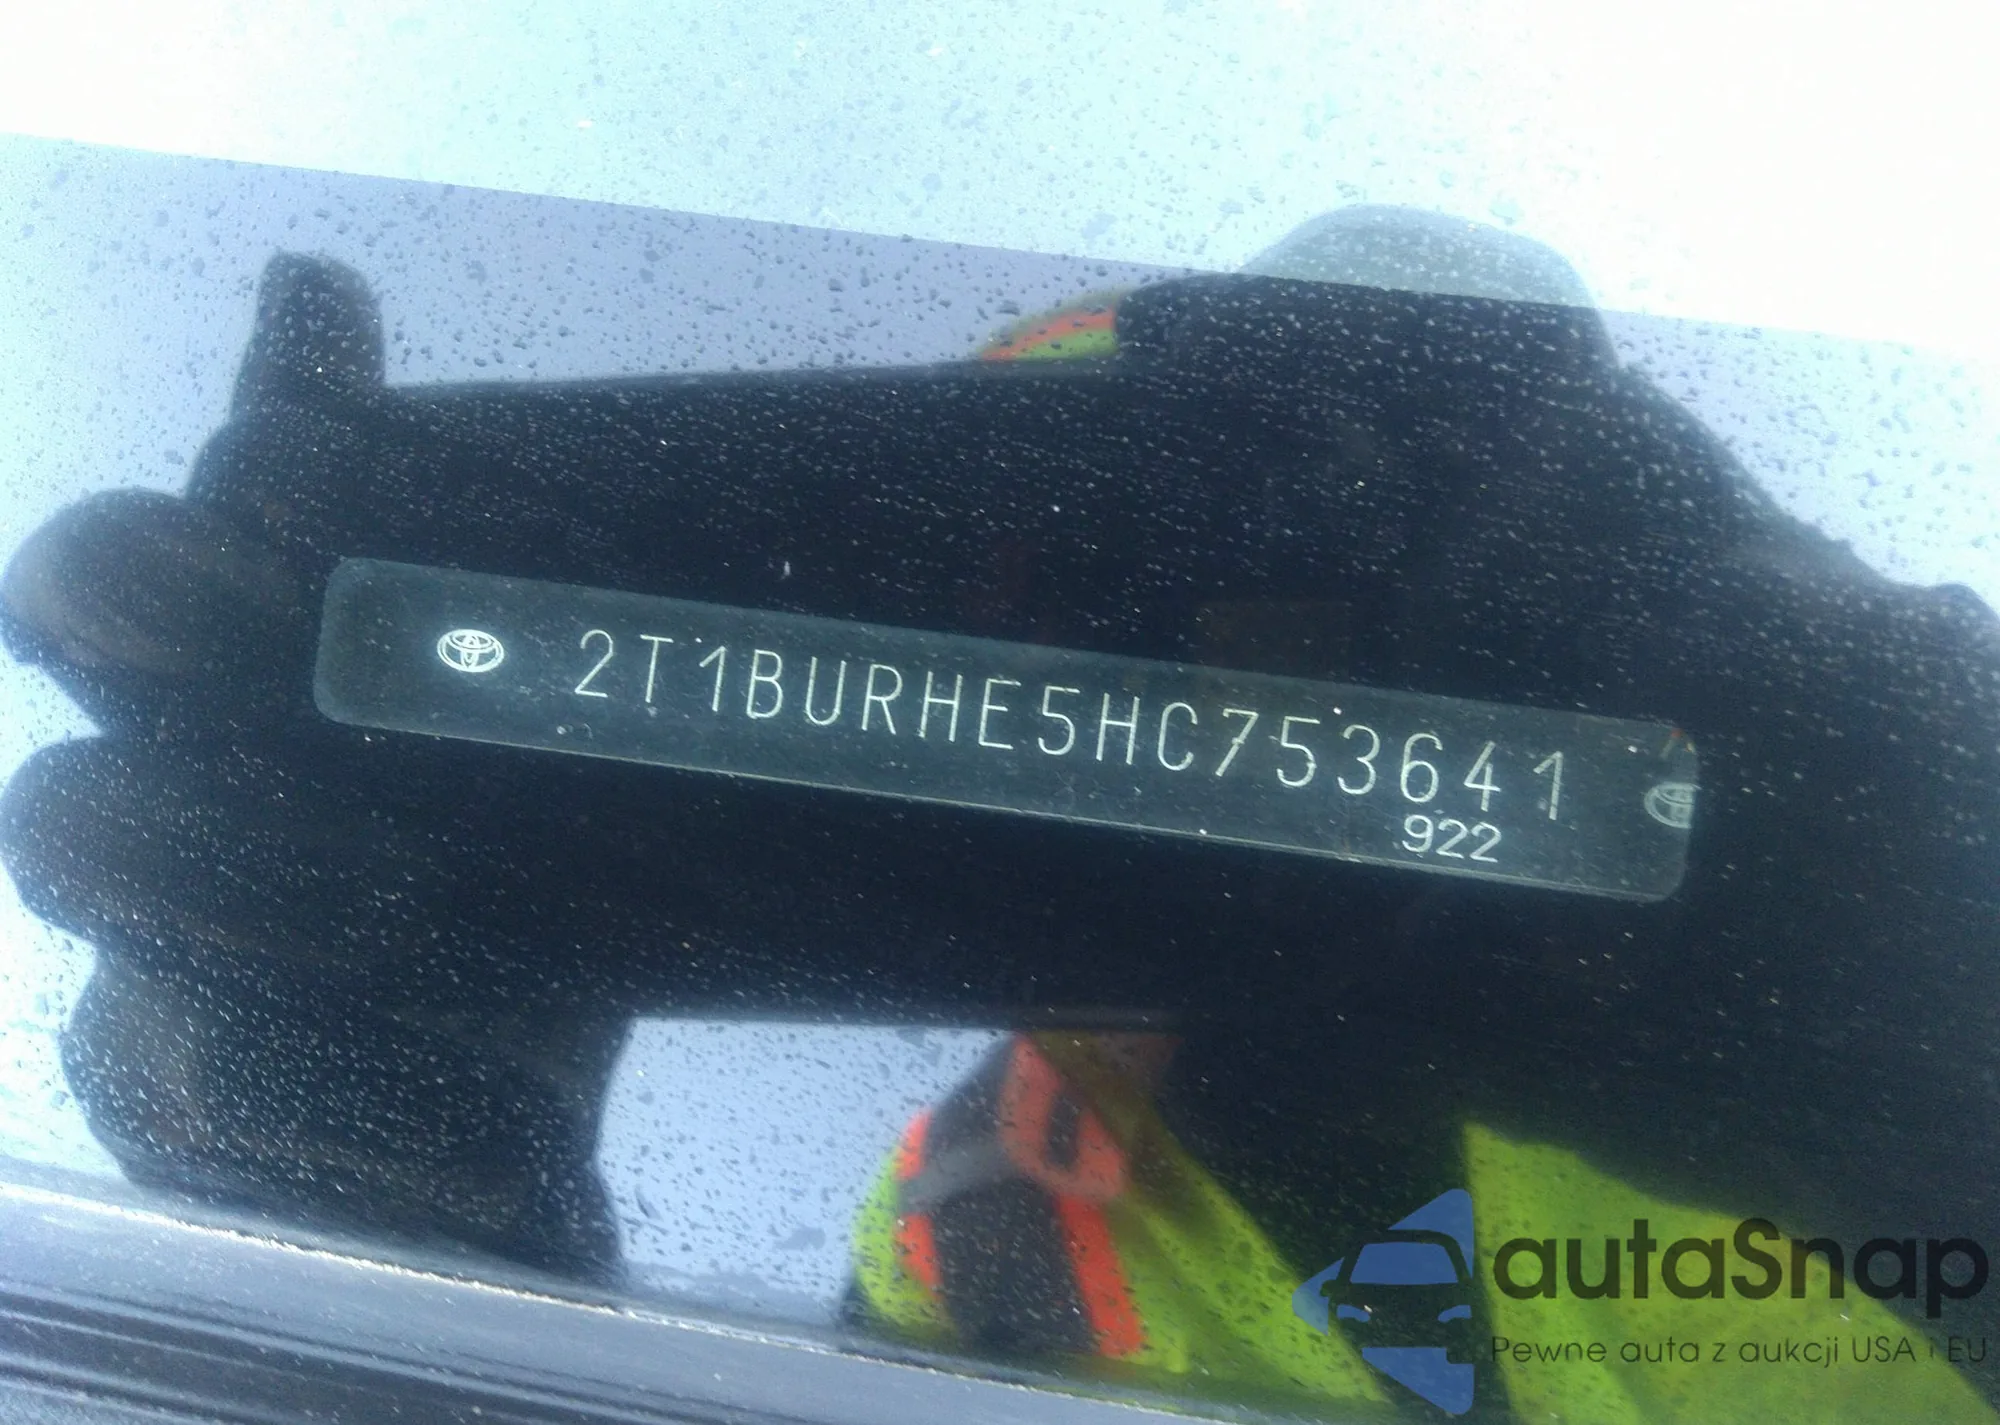 2T1BURHE5HC753641
922
autaSnap
Pewne auta z aukcji USA i EU